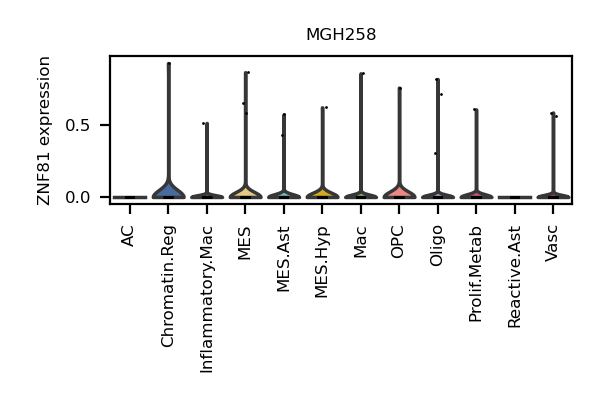 MGH258
ZNF81 expression
0.5
0.0
AC
Chromatin.Reg
Inflammatory.Mac
MES
MES.Ast
MES.Hyp
Mac
OPC
Oligo
Prolif.Metab
Reactive.Ast
Vasc